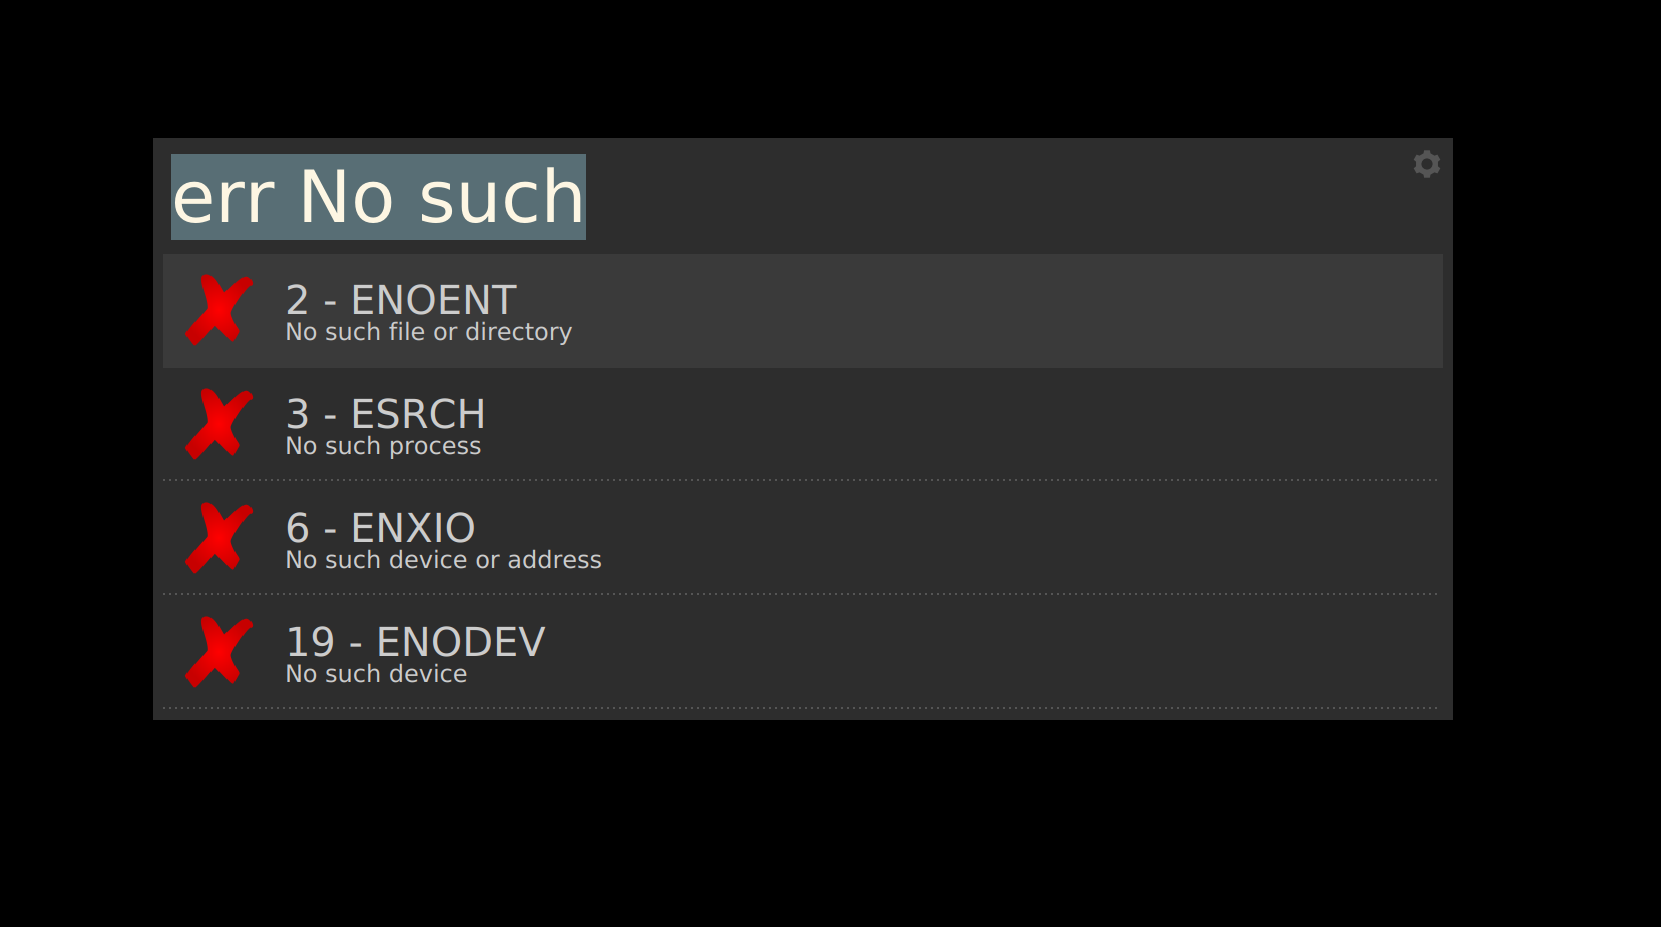 err No such
2 - ENOENT
No such file or directory
3 - ESRCH
No such process
6 - ENXIO
No such device or address
19 - ENODEV
No such device